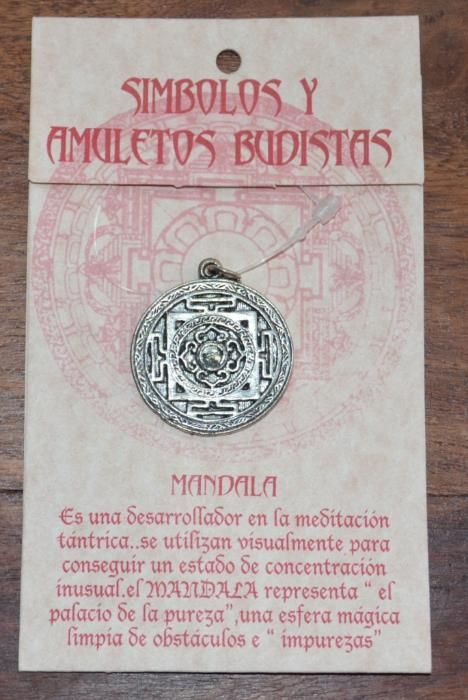 SIMBOLOS Y
AMULETOS BUDISTAS
MANDALA
Es una desarrollador en la meditación
tántrica..se utilizan visualmente para
conseguir un estado de concentración
inusual.el MANDALA representa “ el
palacio de la pureza”,una esfera mágica
limpia de obstáculos e “ impurezas”